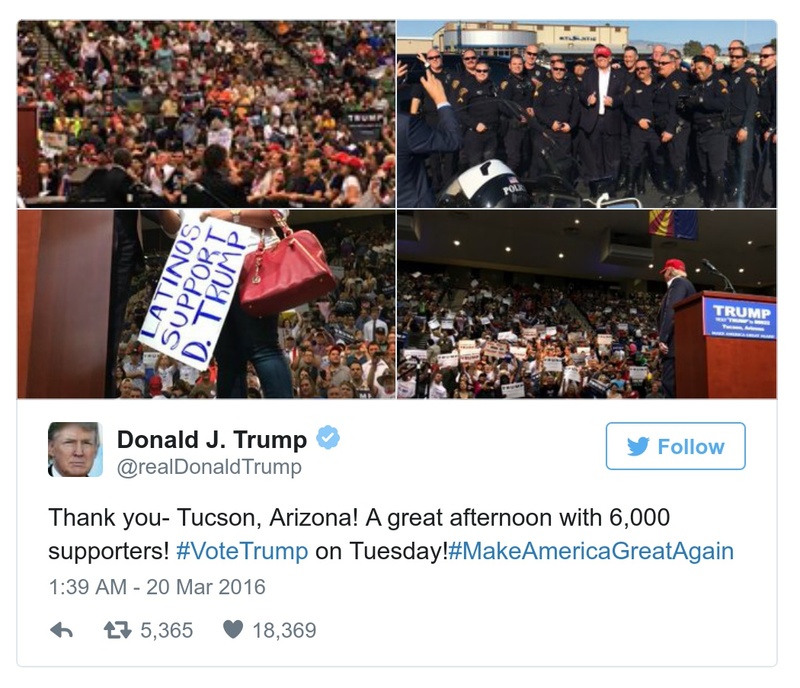 TRUMP
POLI
LATINOS
SUPPORT
D. TRUMP
TRUMP
Tucson, Arizona
MAKE AMERICA GREAT AGAIN!
Donald J. Trump
@realDonaldTrump
Follow
Thank you- Tucson, Arizona! A great afternoon with 6,000
supporters! #VoteTrump on Tuesday!#MakeAmericaGreatAgain
1:39 AM - 20 Mar 2016
5,365 18,369